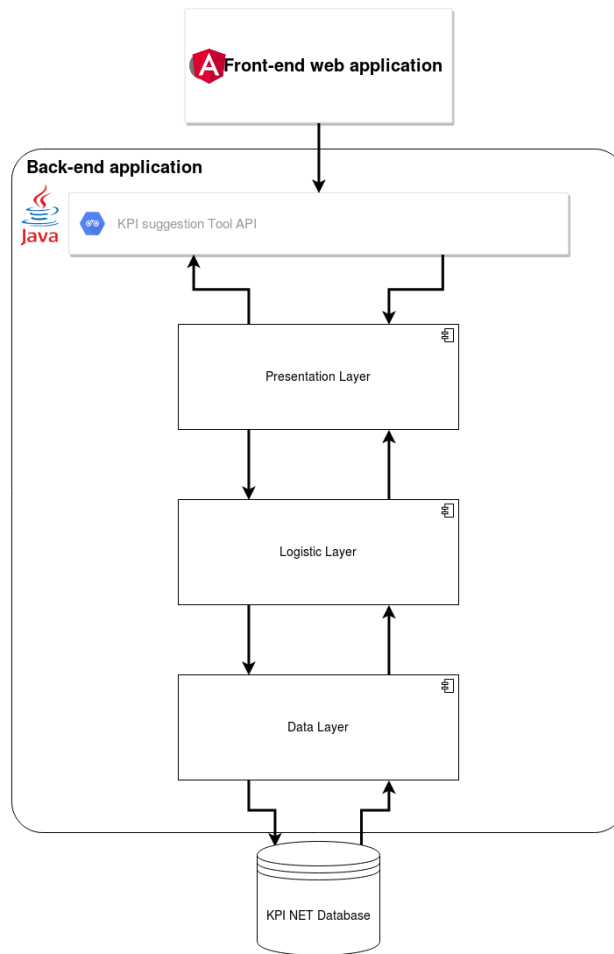 Front-end web application
Back-end application
Java
KPI suggestion Tool API
Presentation Layer
Logistic Layer
Data Layer
KPI NET Database